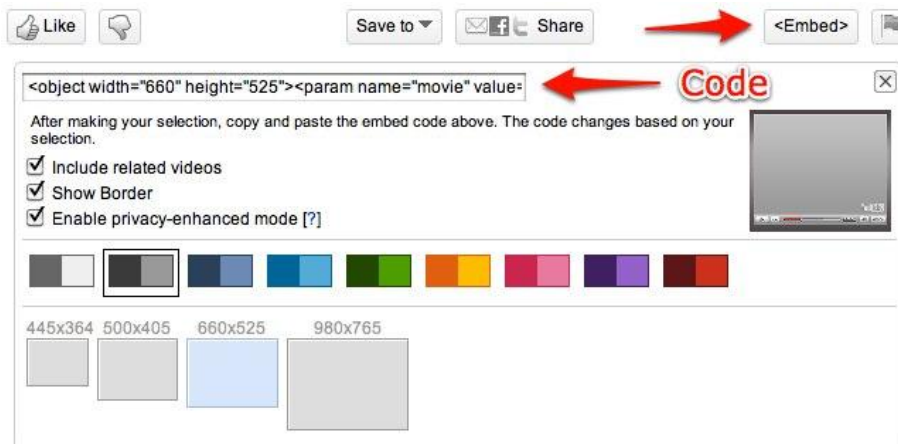 Like Save to Share <Embed>
<object width="660" height="525"><param name="movie" value=
Code
After making your selection, copy and paste the embed code above. The code changes based on your
selection.
Include related videos
Show Border
Enable privacy-enhanced mode [?]
445x364 500x405 660x525 980x765